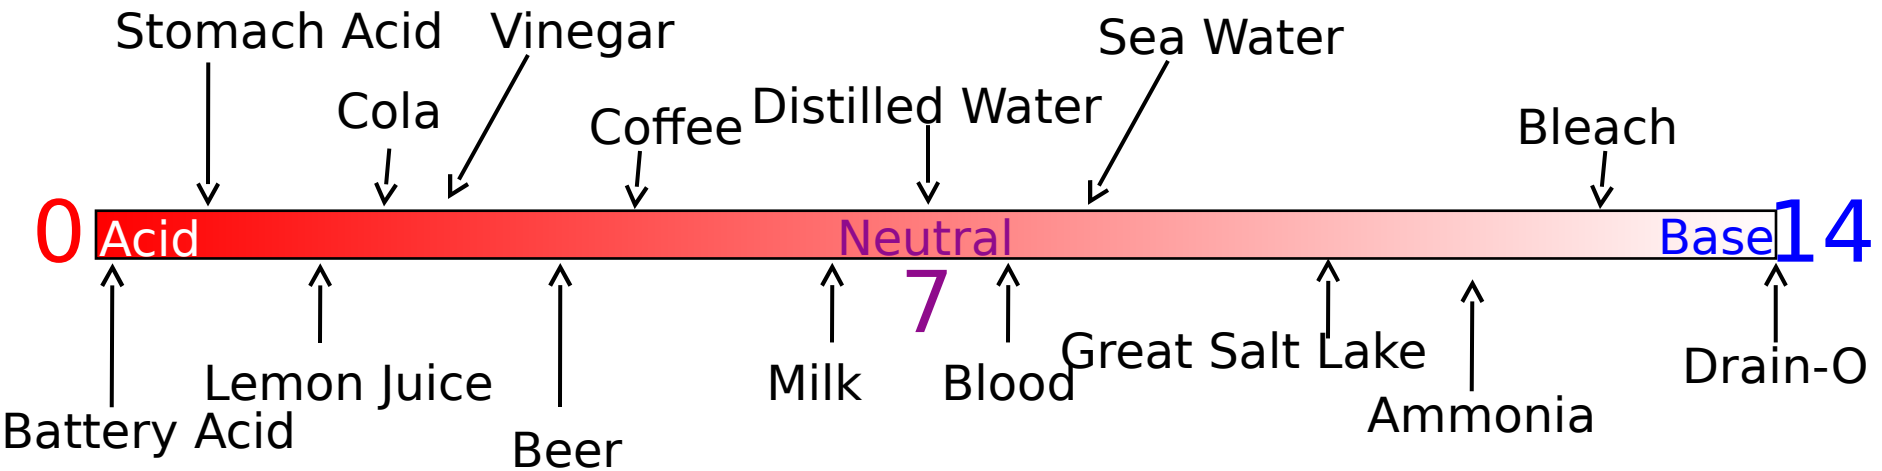 Stomach Acid
Vinegar
Sea Water
Cola
Coffee
Distilled Water
Bleach
0
Acid
Neutral
Base
14
7
Lemon Juice
Milk
Blood
Great Salt Lake
Drain-O
Battery Acid
Beer
Ammonia